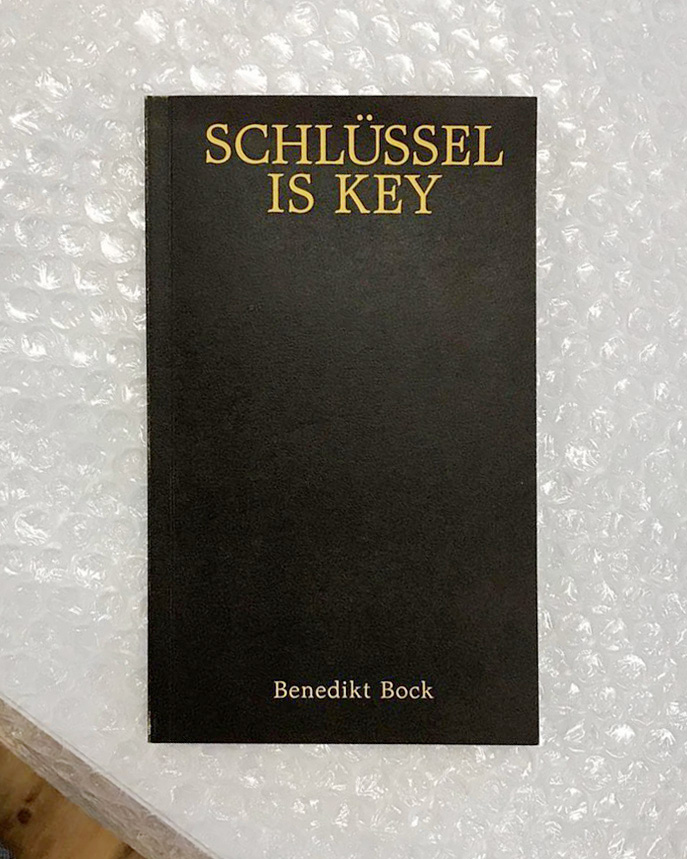 SCHLÜSSEL
IS KEY
Benedikt Bock